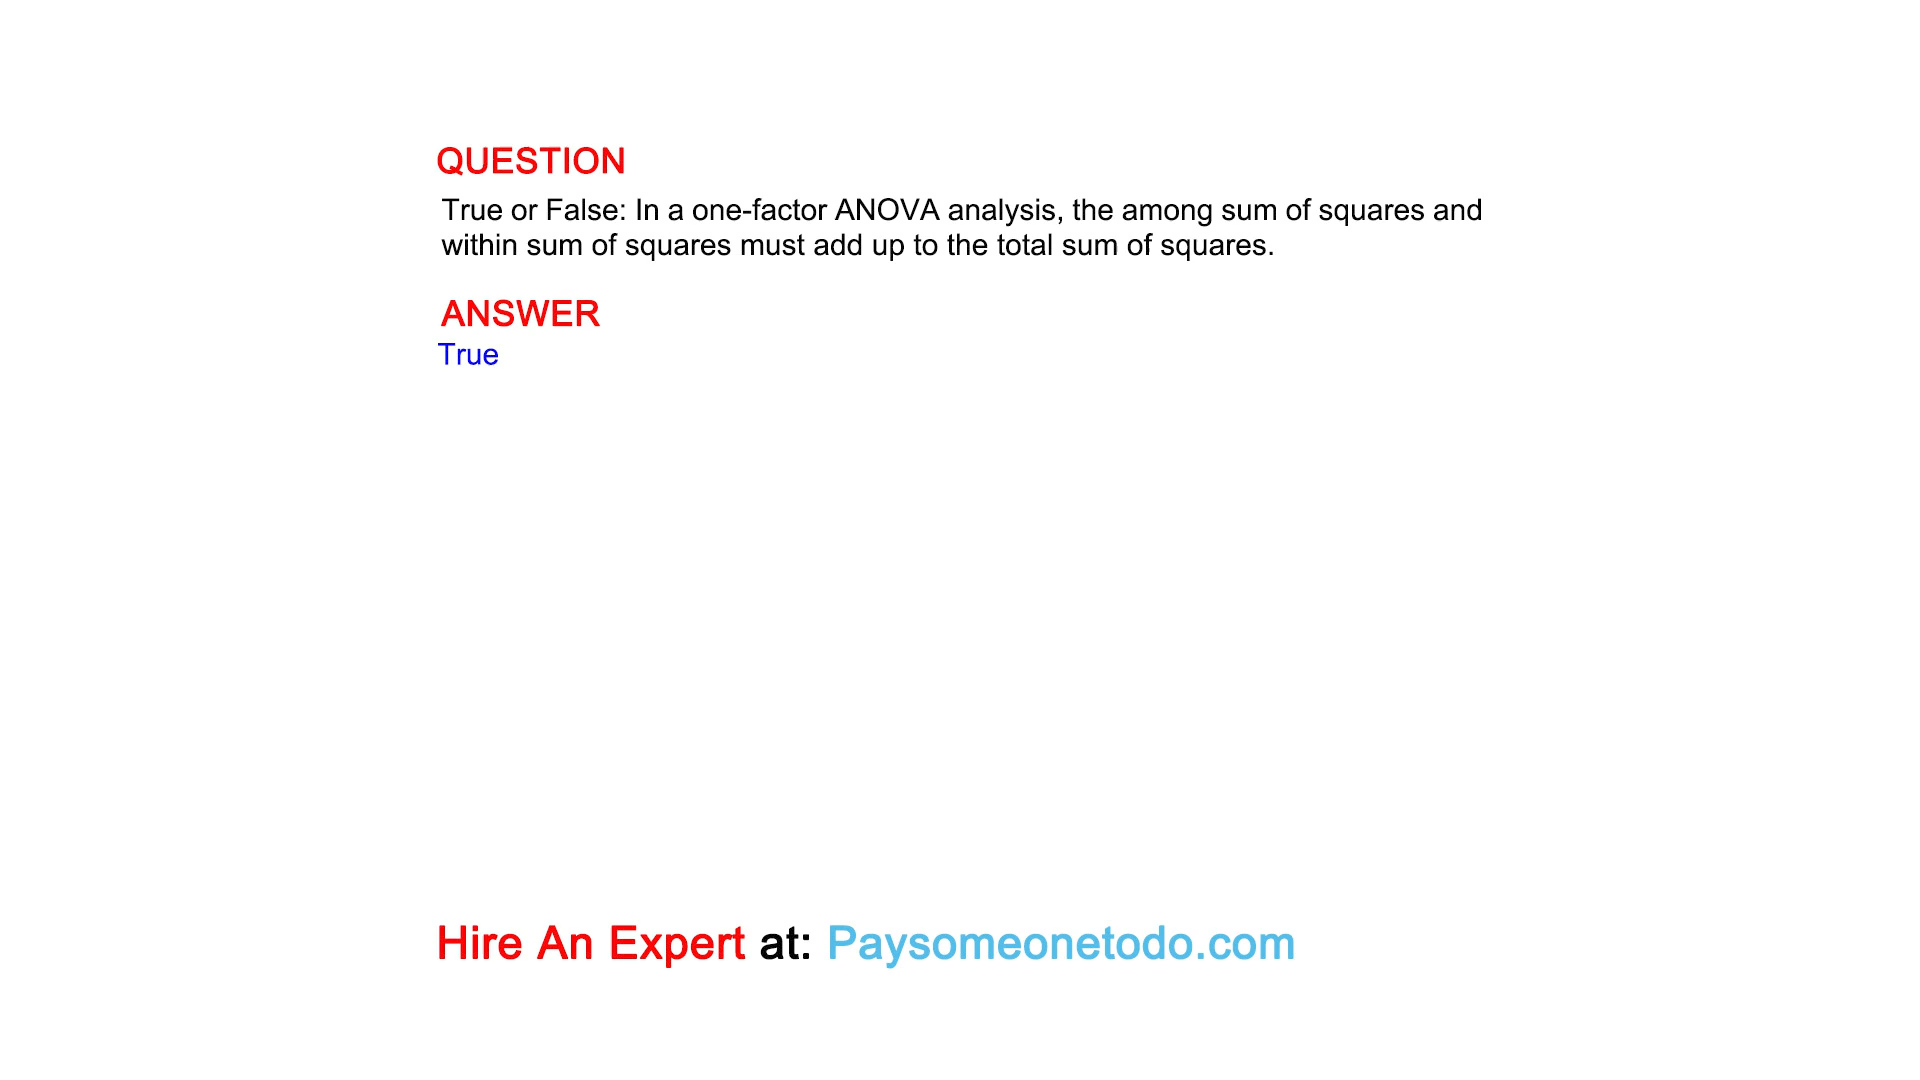 QUESTION
True or False: In a one-factor ANOVA analysis, the among sum of squares and
within sum of squares must add up to the total sum of squares.
ANSWER
True
Hire An Expert at: Paysomeonetodo.com